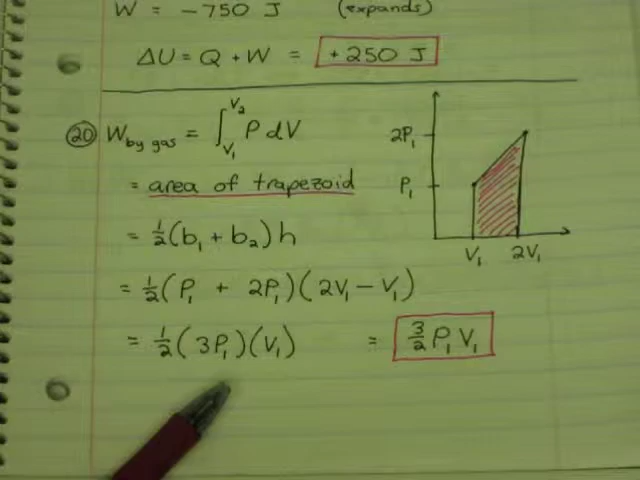 W = -750 J (expands)
ΔU = Q + W = +250 J
20 W by gas = ∫ V₁ V₂ P dV
= area of trapezoid
= ½(b₁ + b₂)h
= ½(P₁ + 2P₁)(2V₁ - V₁)
= ½(3P₁)(V₁) = 3/2 P₁V₁
2P₁
P₁
V₁ 2V₁